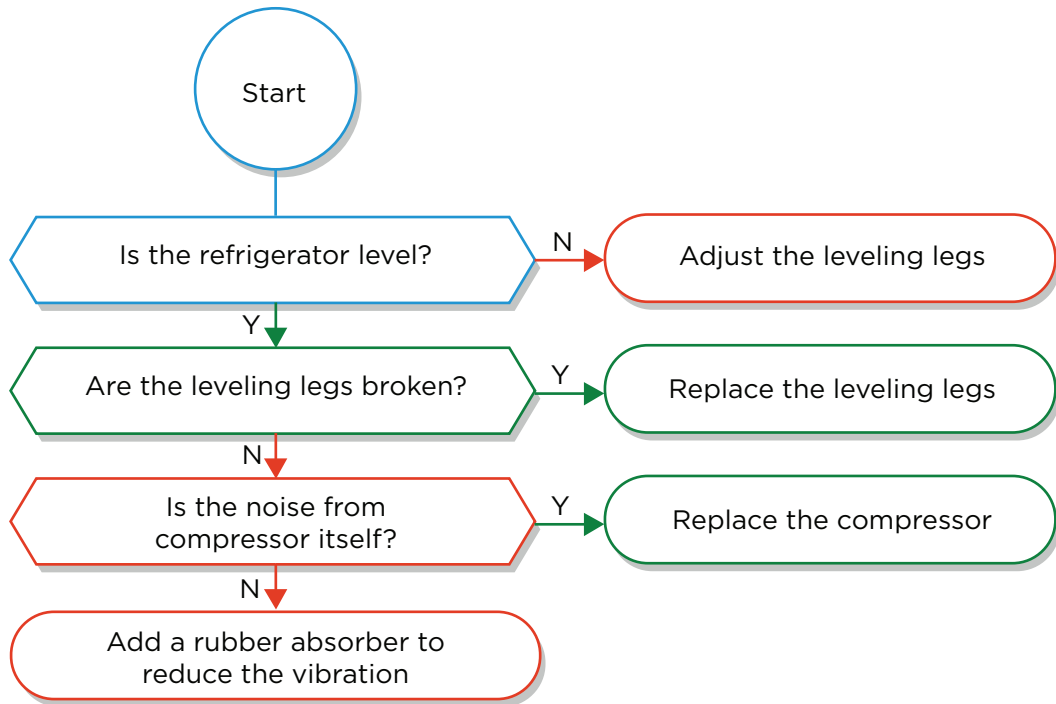 Start
Is the refrigerator level?
N
Adjust the leveling legs
Y
Are the leveling legs broken?
Y
Replace the leveling legs
N
Is the noise from
compressor itself?
Y
Replace the compressor
N
Add a rubber absorber to
reduce the vibration